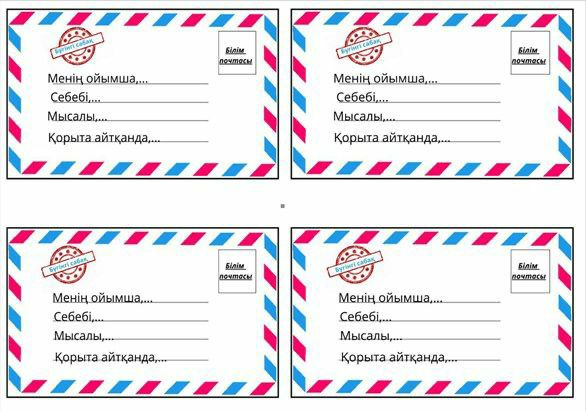 Бүгінгі сабақ
Білім
почтасы
Менің ойымша,...
Себебі,...
Мысалы,...
Қорыта айтқанда,...
Бүгінгі сабақ
Білім
почтасы
Менің ойымша,...
Себебі,...
Мысалы,...
Қорыта айтқанда,...
Бүгінгі сабақ
Білім
почтасы
Менің ойымша,...
Себебі,...
Мысалы,...
Қорыта айтқанда,...
Бүгінгі сабақ
Білім
почтасы
Менің ойымша,...
Себебі,...
Мысалы,...
Қорыта айтқанда,...